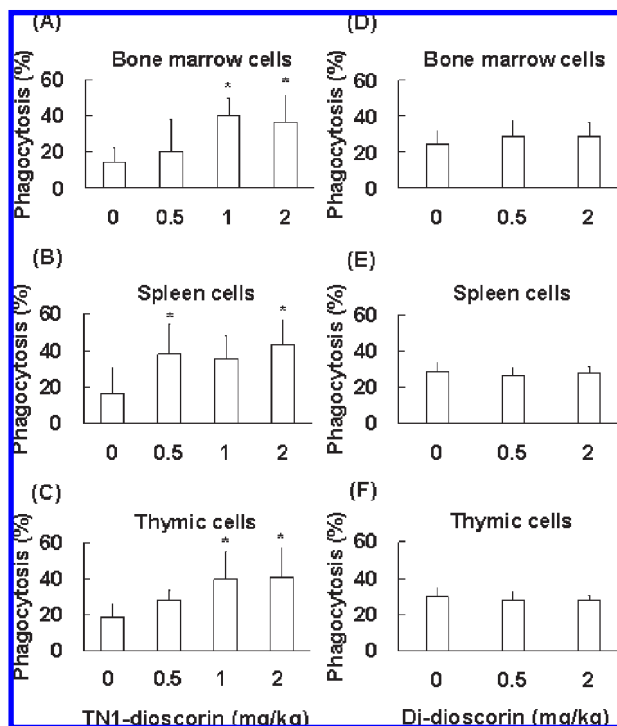 (A)
Bone marrow cells
Phagocytosis (%)
60
40
20
0
* *
0 0.5 1 2
(B)
Spleen cells
Phagocytosis (%)
60
40
20
0
* *
0 0.5 1 2
(C)
Thymic cells
Phagocytosis (%)
60
40
20
0
* *
0 0.5 1 2
TN1-dioscorin (mg/kg)
(D)
Bone marrow cells
Phagocytosis (%)
60
40
20
0
0 0.5 2
(E)
Spleen cells
Phagocytosis (%)
60
40
20
0
0 0.5 2
(F)
Thymic cells
Phagocytosis (%)
60
40
20
0
0 0.5 2
Dj-dioscorin (mg/kg)